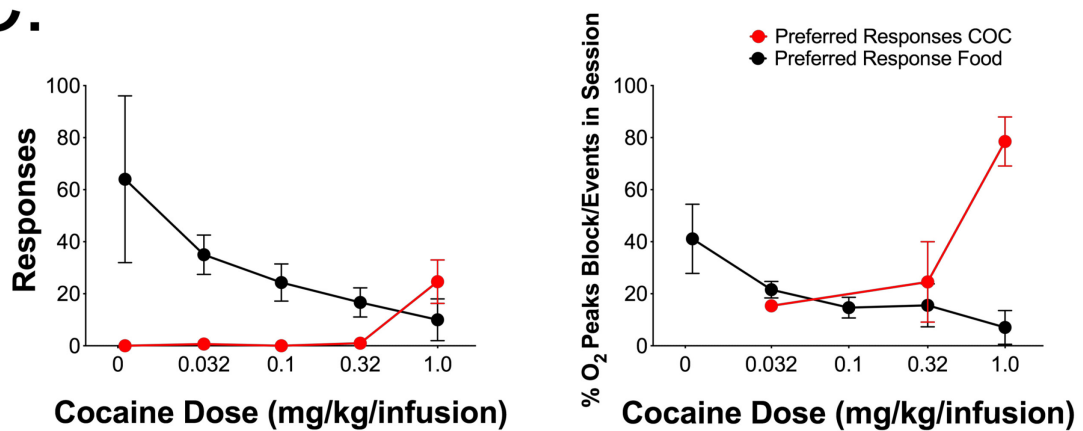 C.
Preferred Responses COC
Preferred Response Food
Responses
100
80
60
40
20
0
0 0.032 0.1 0.32 1.0
Cocaine Dose (mg/kg/infusion)
% O2 Peaks Block/Events in Session
100
80
60
40
20
0
0 0.032 0.1 0.32 1.0
Cocaine Dose (mg/kg/infusion)